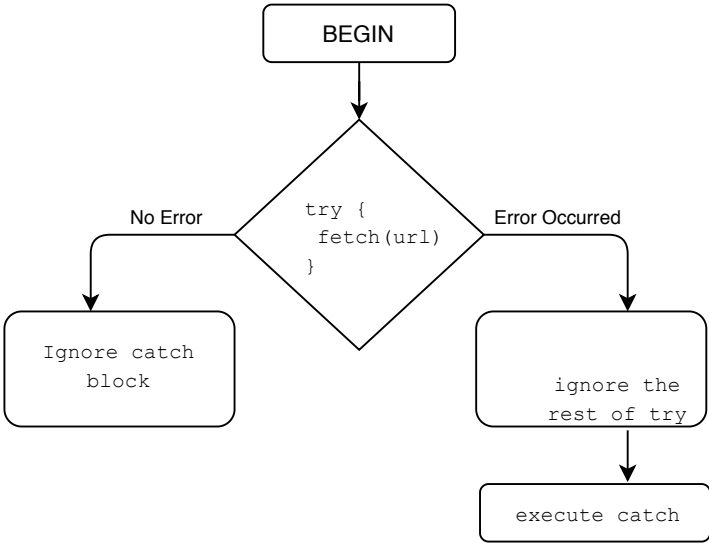 BEGIN
No Error
try {
fetch(url)
}
Error Occurred
Ignore catch
block
ignore the
rest of try
execute catch